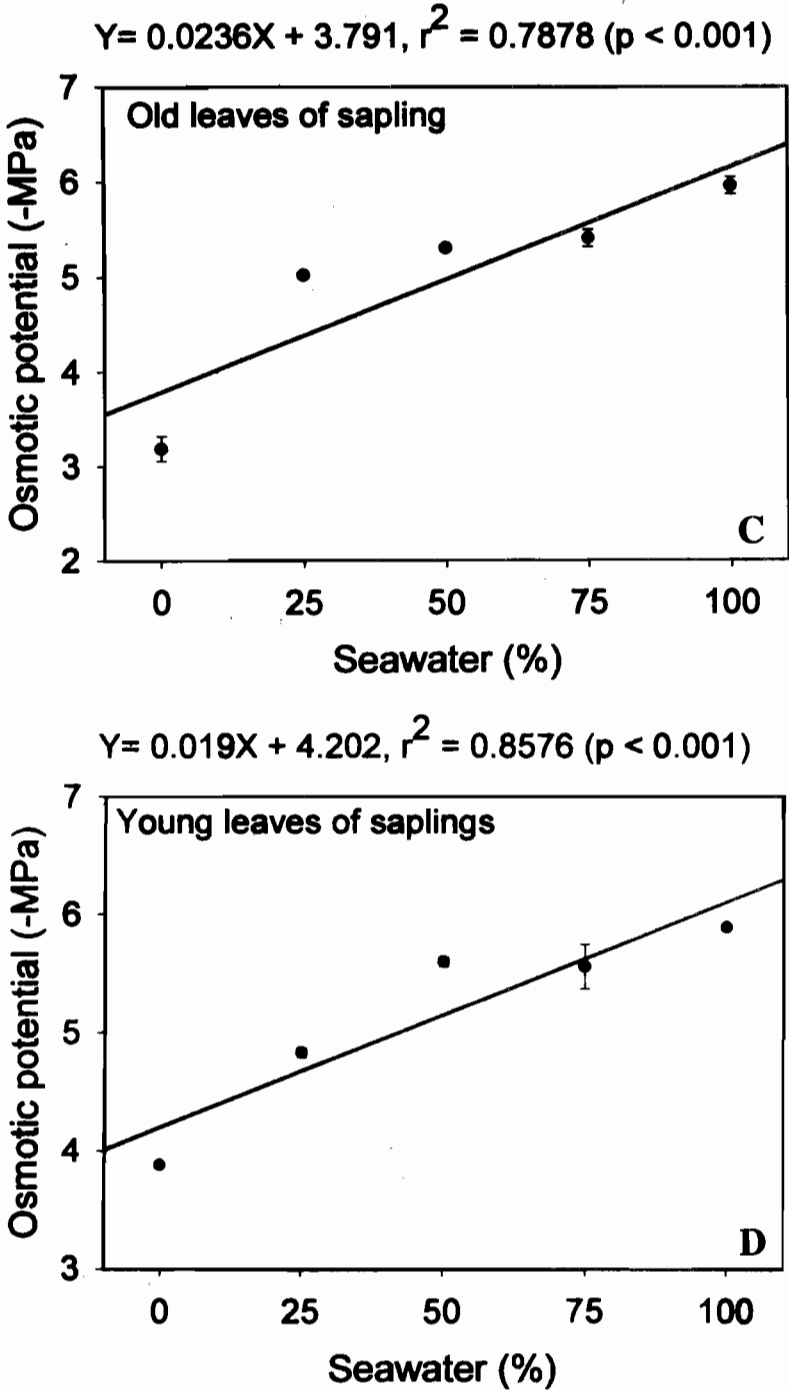 Y= 0.0236X + 3.791, r² = 0.7878 (p < 0.001)
Old leaves of sapling
Osmotic potential (-MPa)
7
6
5
4
3
2
C
0 25 50 75 100
Seawater (%)
Y= 0.019X + 4.202, r² = 0.8576 (p < 0.001)
Young leaves of saplings
Osmotic potential (-MPa)
7
6
5
4
3
D
0 25 50 75 100
Seawater (%)